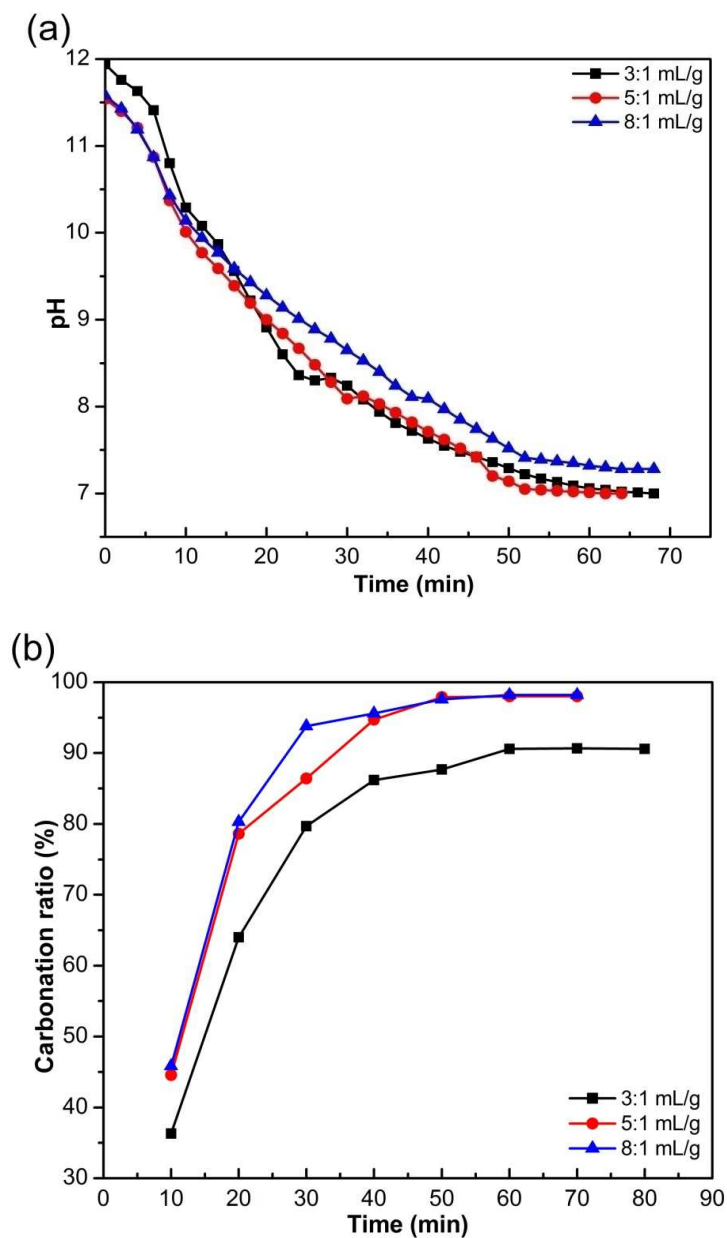 (a)
12
11
10
9
8
7
pH
0 10 20 30 40 50 60 70
Time (min)
3:1 mL/g
5:1 mL/g
8:1 mL/g
(b)
100
90
80
70
60
50
40
30
Carbonation ratio (%)
0 10 20 30 40 50 60 70 80 90
Time (min)
3:1 mL/g
5:1 mL/g
8:1 mL/g